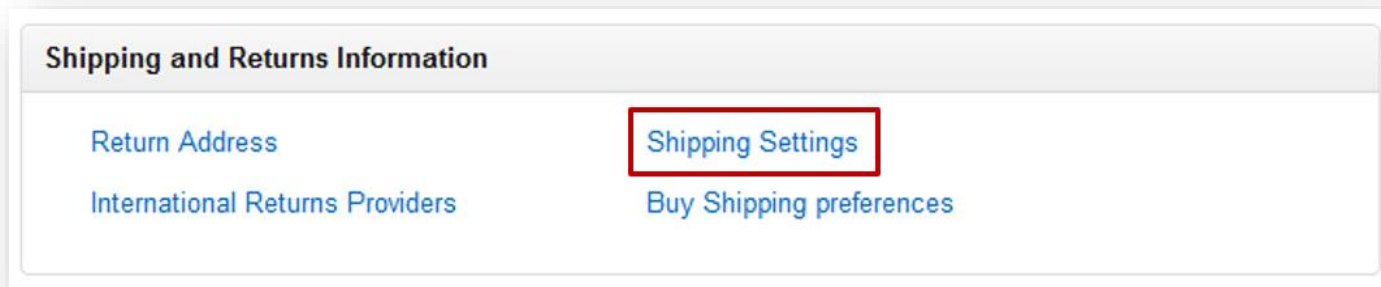 Shipping and Returns Information
Return Address
Shipping Settings
International Returns Providers
Buy Shipping preferences